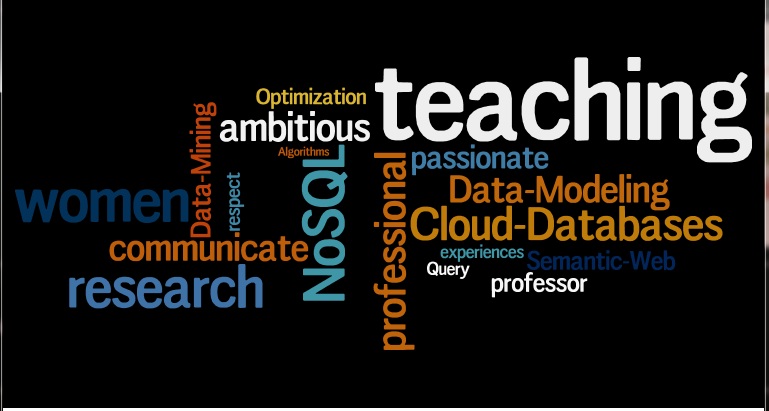 teaching
Optimization
ambitious
Algorithms
Data-Mining
.respect
women
communicate
research
NoSQL
professional
passionate
Data-Modeling
Cloud-Databases
experiences
Semantic-Web
Query
professor